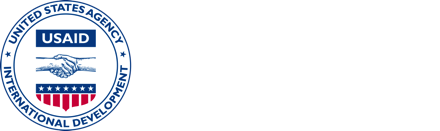 UNITED STATES AGENCY
USAID
INTERNATIONAL DEVELOPMENT